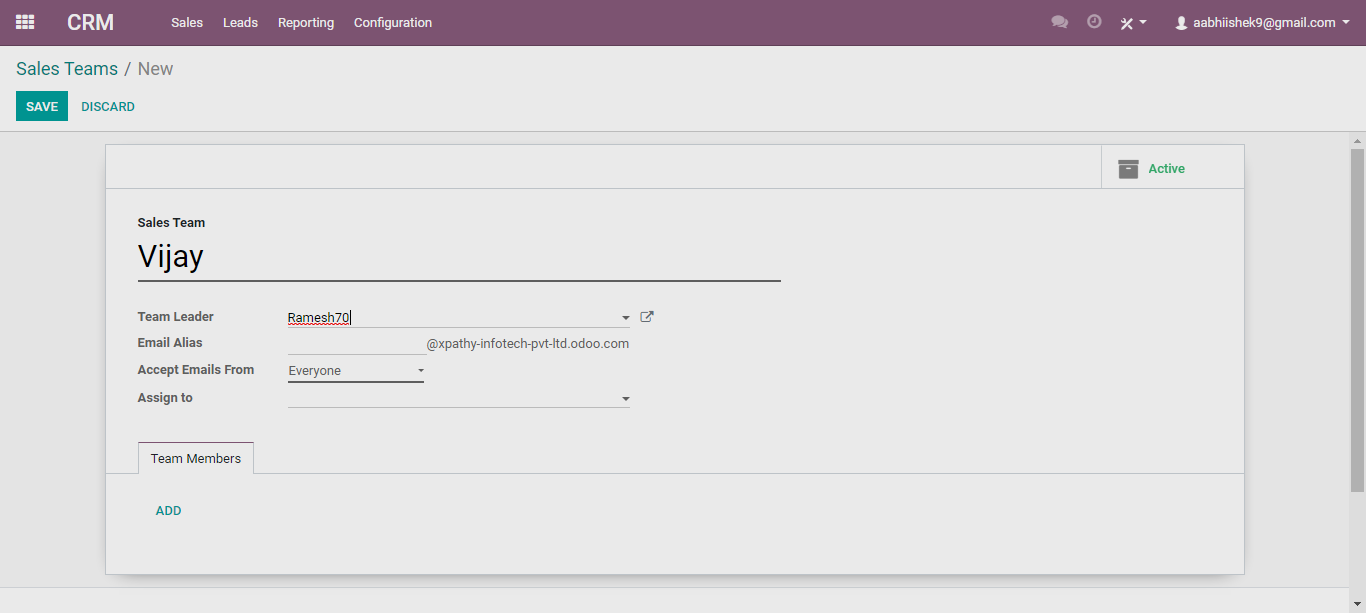 CRM Sales Leads Reporting Configuration aabhiishek9@gmail.com
Sales Teams / New
SAVE DISCARD
Active
Sales Team
Vijay
Team Leader Ramesh70
Email Alias @xpathy-infotech-pvt-ltd.odoo.com
Accept Emails From Everyone
Assign to
Team Members
ADD